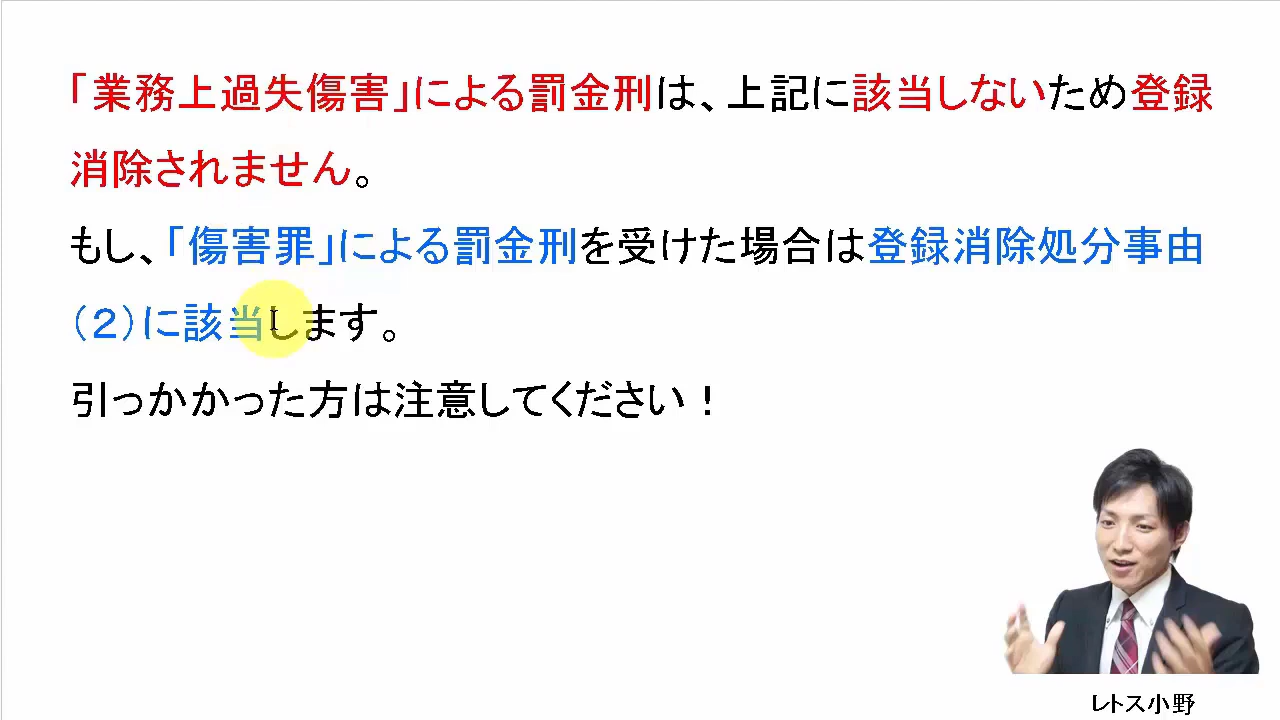 「業務上過失傷害」による罰金刑は、上記に該当しないため登録
消除されません。
もし、「傷害罪」による罰金刑を受けた場合は登録消除処分事由
（２）に該当します。
引っかかった方は注意してください！
レトス小野